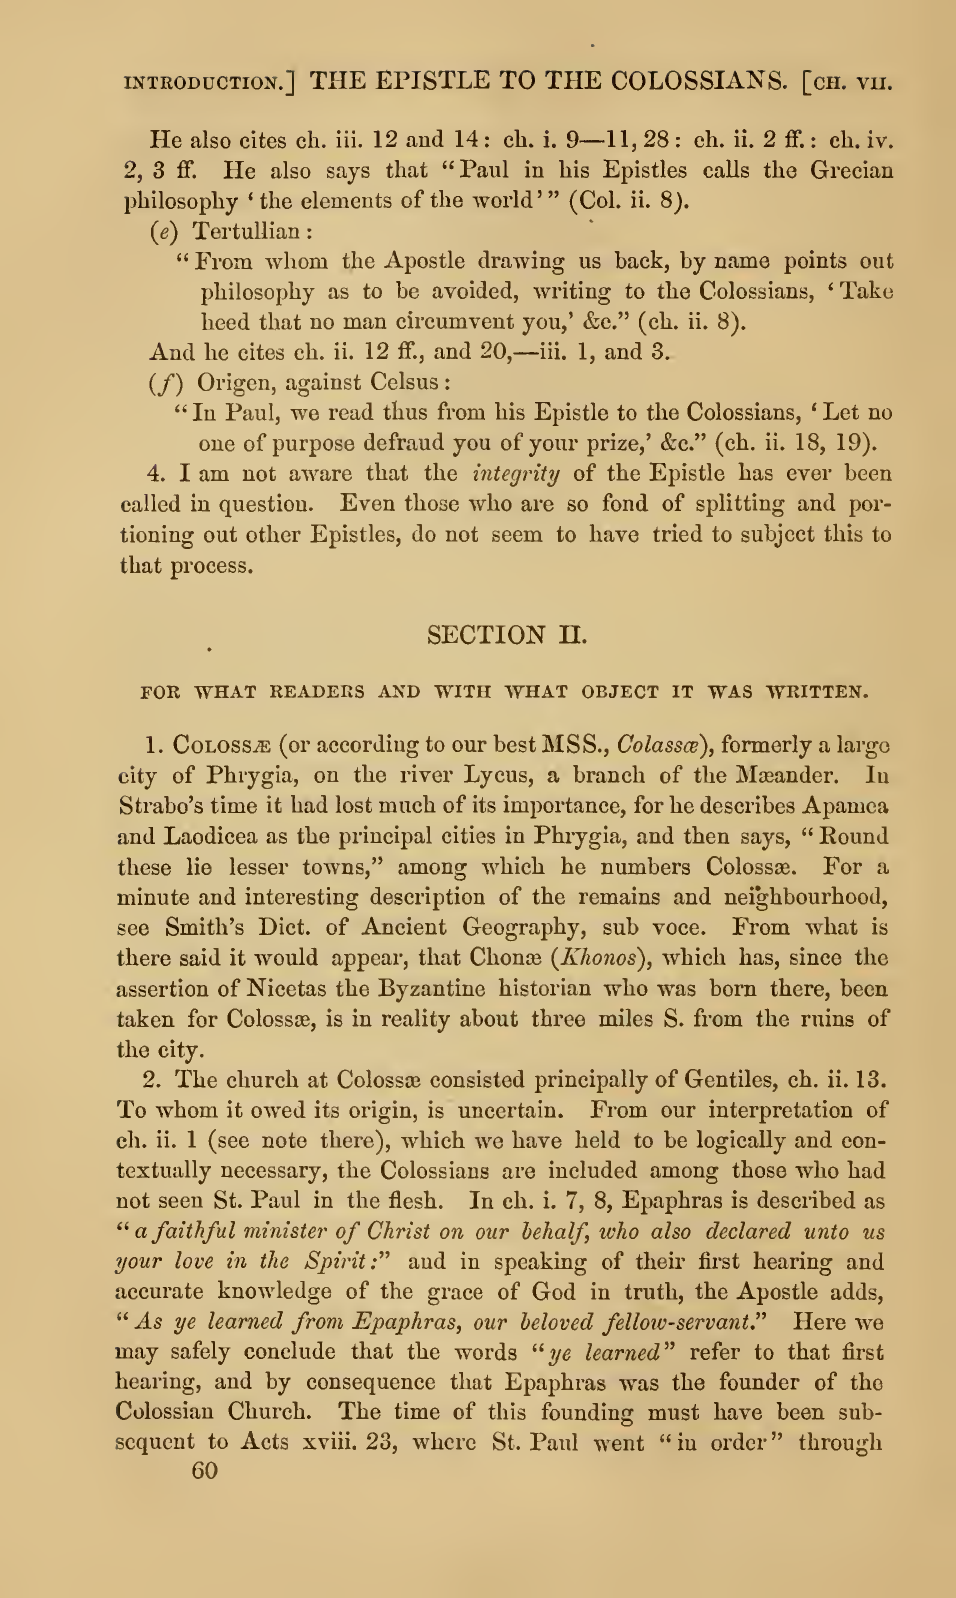 INTRODUCTION.] THE EPISTLE TO THE COLOSSIANS. [CH. VII.
He also cites ch. iii. 12 and 14: ch. i. 9—11, 28: ch. ii. 2 ff.: ch. iv.
2, 3 ff. He also says that “Paul in his Epistles calls the Grecian
philosophy ‘the elements of the world’” (Col. ii. 8).
(e) Tertullian:
“From whom the Apostle drawing us back, by name points out
philosophy as to be avoided, writing to the Colossians, ‘Take
heed that no man circumvent you,’ &c.” (ch. ii. 8).
And he cites ch. ii. 12 ff., and 20,—iii. 1, and 3.
(f) Origen, against Celsus:
“In Paul, we read thus from his Epistle to the Colossians, ‘Let no
one of purpose defraud you of your prize,’ &c.” (ch. ii. 18, 19).
4. I am not aware that the integrity of the Epistle has ever been
called in question. Even those who are so fond of splitting and por-
tioning out other Epistles, do not seem to have tried to subject this to
that process.
SECTION II.
FOR WHAT READERS AND WITH WHAT OBJECT IT WAS WRITTEN.
1. COLOSSÆ (or according to our best MSS., Colassæ), formerly a large
city of Phrygia, on the river Lycus, a branch of the Mæander. In
Strabo’s time it had lost much of its importance, for he describes Apamea
and Laodicea as the principal cities in Phrygia, and then says, “Round
these lie lesser towns,” among which he numbers Colossæ. For a
minute and interesting description of the remains and neighbourhood,
see Smith’s Dict. of Ancient Geography, sub voce. From what is
there said it would appear, that Chonæ (Khonos), which has, since the
assertion of Nicetas the Byzantine historian who was born there, been
taken for Colossæ, is in reality about three miles S. from the ruins of
the city.
2. The church at Colossæ consisted principally of Gentiles, ch. ii. 13.
To whom it owed its origin, is uncertain. From our interpretation of
ch. ii. 1 (see note there), which we have held to be logically and con-
textually necessary, the Colossians are included among those who had
not seen St. Paul in the flesh. In ch. i. 7, 8, Epaphras is described as
“a faithful minister of Christ on our behalf, who also declared unto us
your love in the Spirit:” and in speaking of their first hearing and
accurate knowledge of the grace of God in truth, the Apostle adds,
“As ye learned from Epaphras, our beloved fellow-servant.” Here we
may safely conclude that the words “ye learned” refer to that first
hearing, and by consequence that Epaphras was the founder of the
Colossian Church. The time of this founding must have been sub-
sequent to Acts xviii. 23, where St. Paul went “in order” through
60